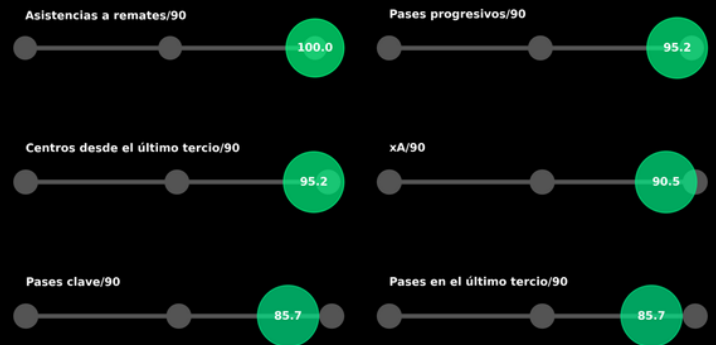 Asistencias a remates/90
Pases progresivos/90
100.0
95.2
Centros desde el último tercio/90
xA/90
95.2
90.5
Pases clave/90
Pases en el último tercio/90
85.7
85.7